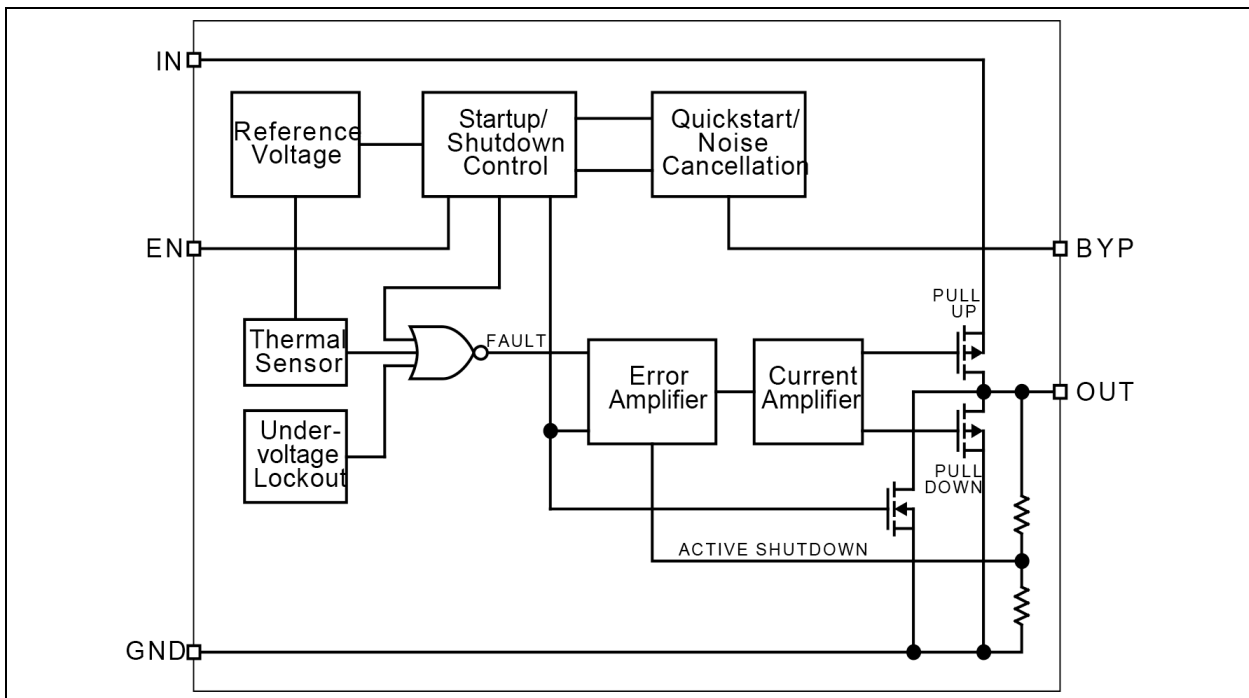 IN
Reference
Voltage
Startup/
Shutdown
Control
Quickstart/
Noise
Cancellation
EN
BYP
PULL
UP
Thermal
Sensor
FAULT
Error
Amplifier
Current
Amplifier
OUT
Under-
voltage
Lockout
PULL
DOWN
ACTIVE SHUTDOWN
GND